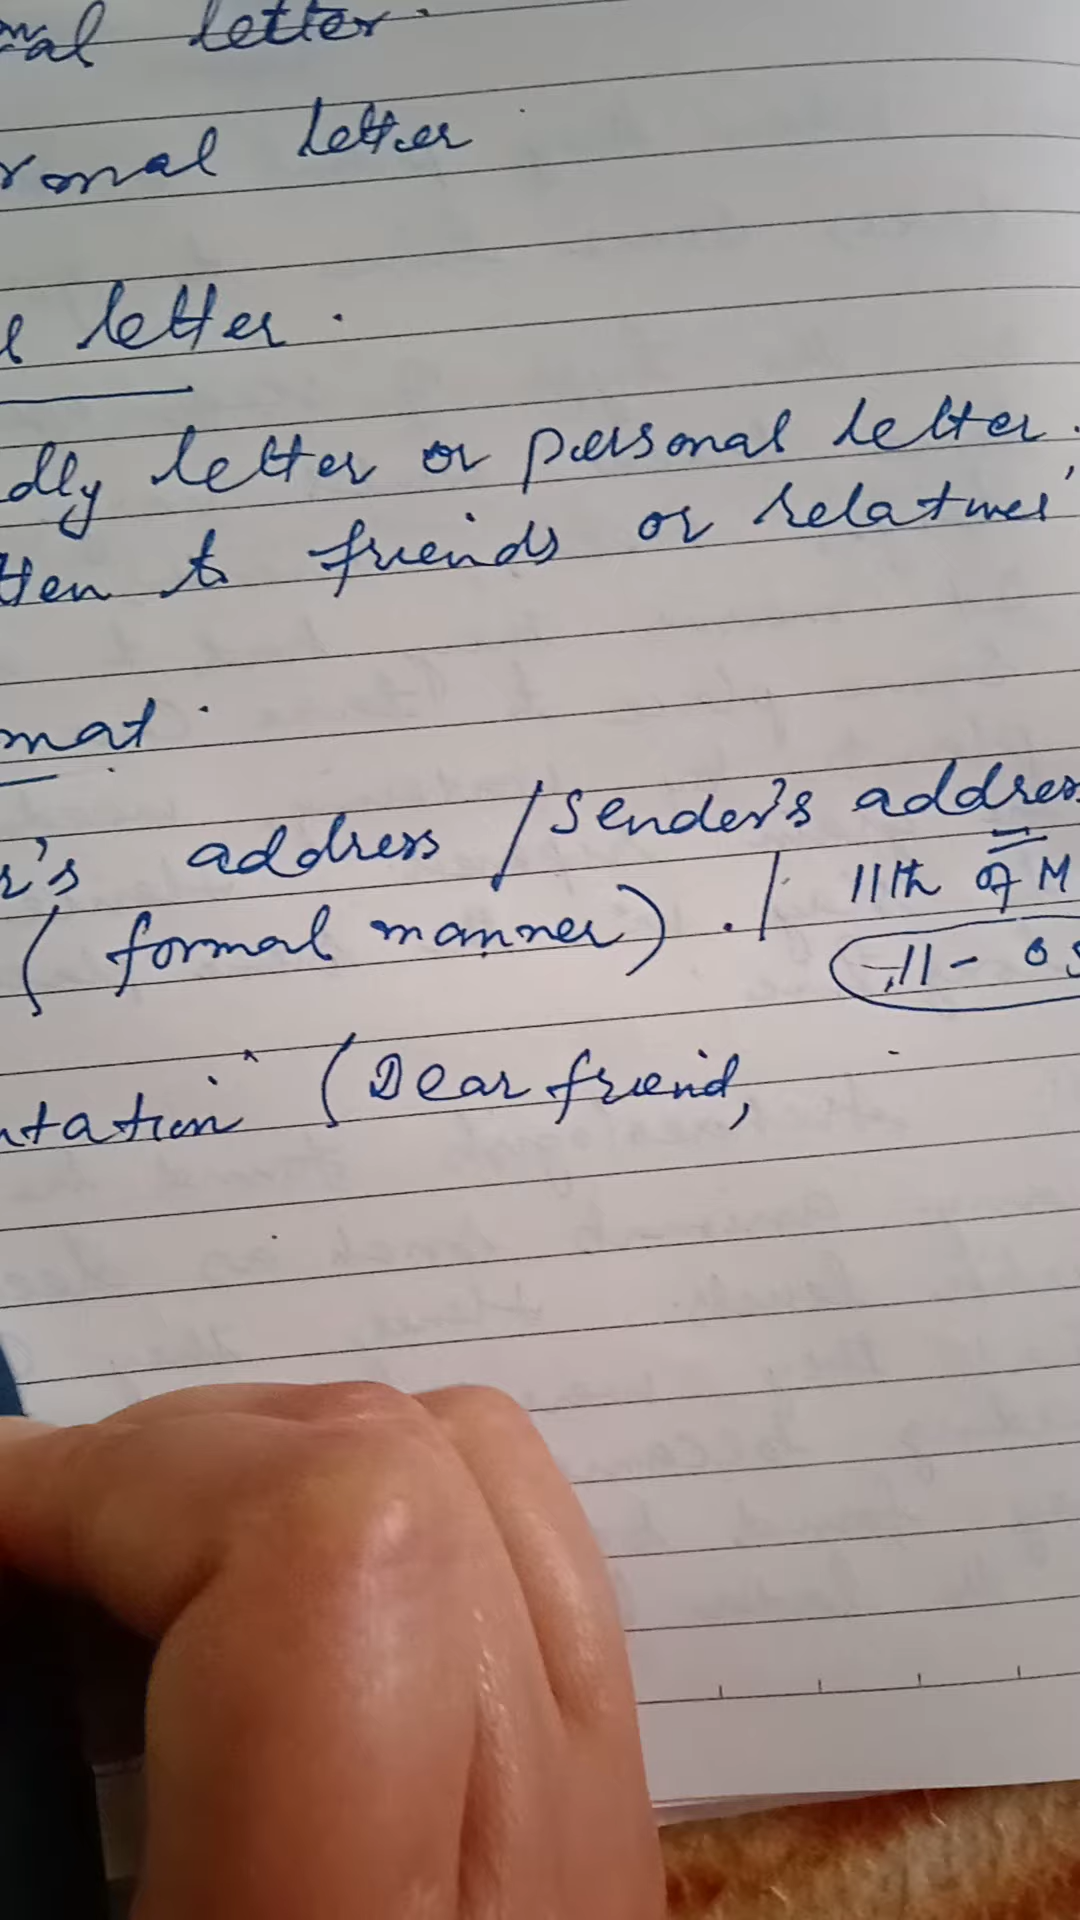 letter.
letter
letter.
letter or personal letter.
to friends or relatives'
address / Sender's address
(formal manner). / 11th of
11 -
(Dear friend,